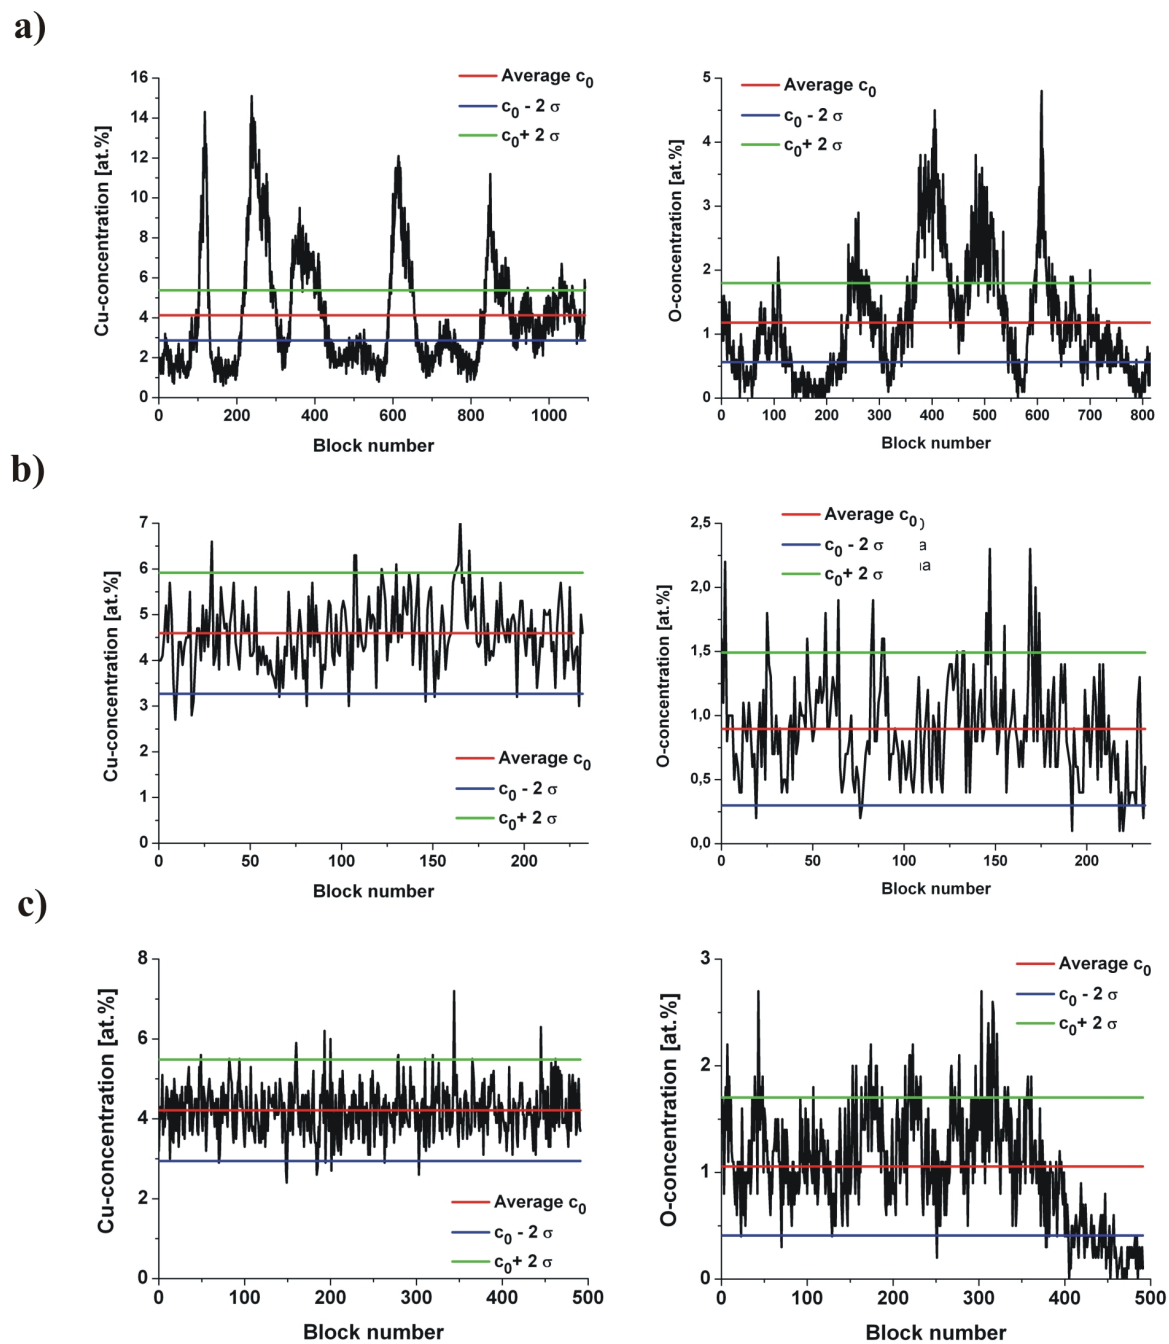 a)
Cu-concentration [at.%]
16
14
12
10
8
6
4
2
0
0 200 400 600 800 1000
Block number
Average c0
c0 - 2 σ
c0+ 2 σ
O-concentration [at.%]
5
4
3
2
1
0
0 100 200 300 400 500 600 700 800
Block number
Average c0
c0 - 2 σ
c0+ 2 σ
b)
Cu-concentration [at.%]
7
6
5
4
3
2
1
0
0 50 100 150 200
Block number
Average c0
c0 - 2 σ
c0+ 2 σ
O-concentration [at.%]
2,5
2,0
1,5
1,0
0,5
0,0
0 50 100 150 200
Block number
Average c0
c0 - 2 σ
a
c0+ 2 σ
a
c)
Cu-concentration [at.%]
8
6
4
2
0
0 100 200 300 400 500
Block number
Average c0
c0 - 2 σ
c0+ 2 σ
O-concentration [at.%]
3
2
1
0
0 100 200 300 400 500
Block number
Average c0
c0 - 2 σ
c0+ 2 σ